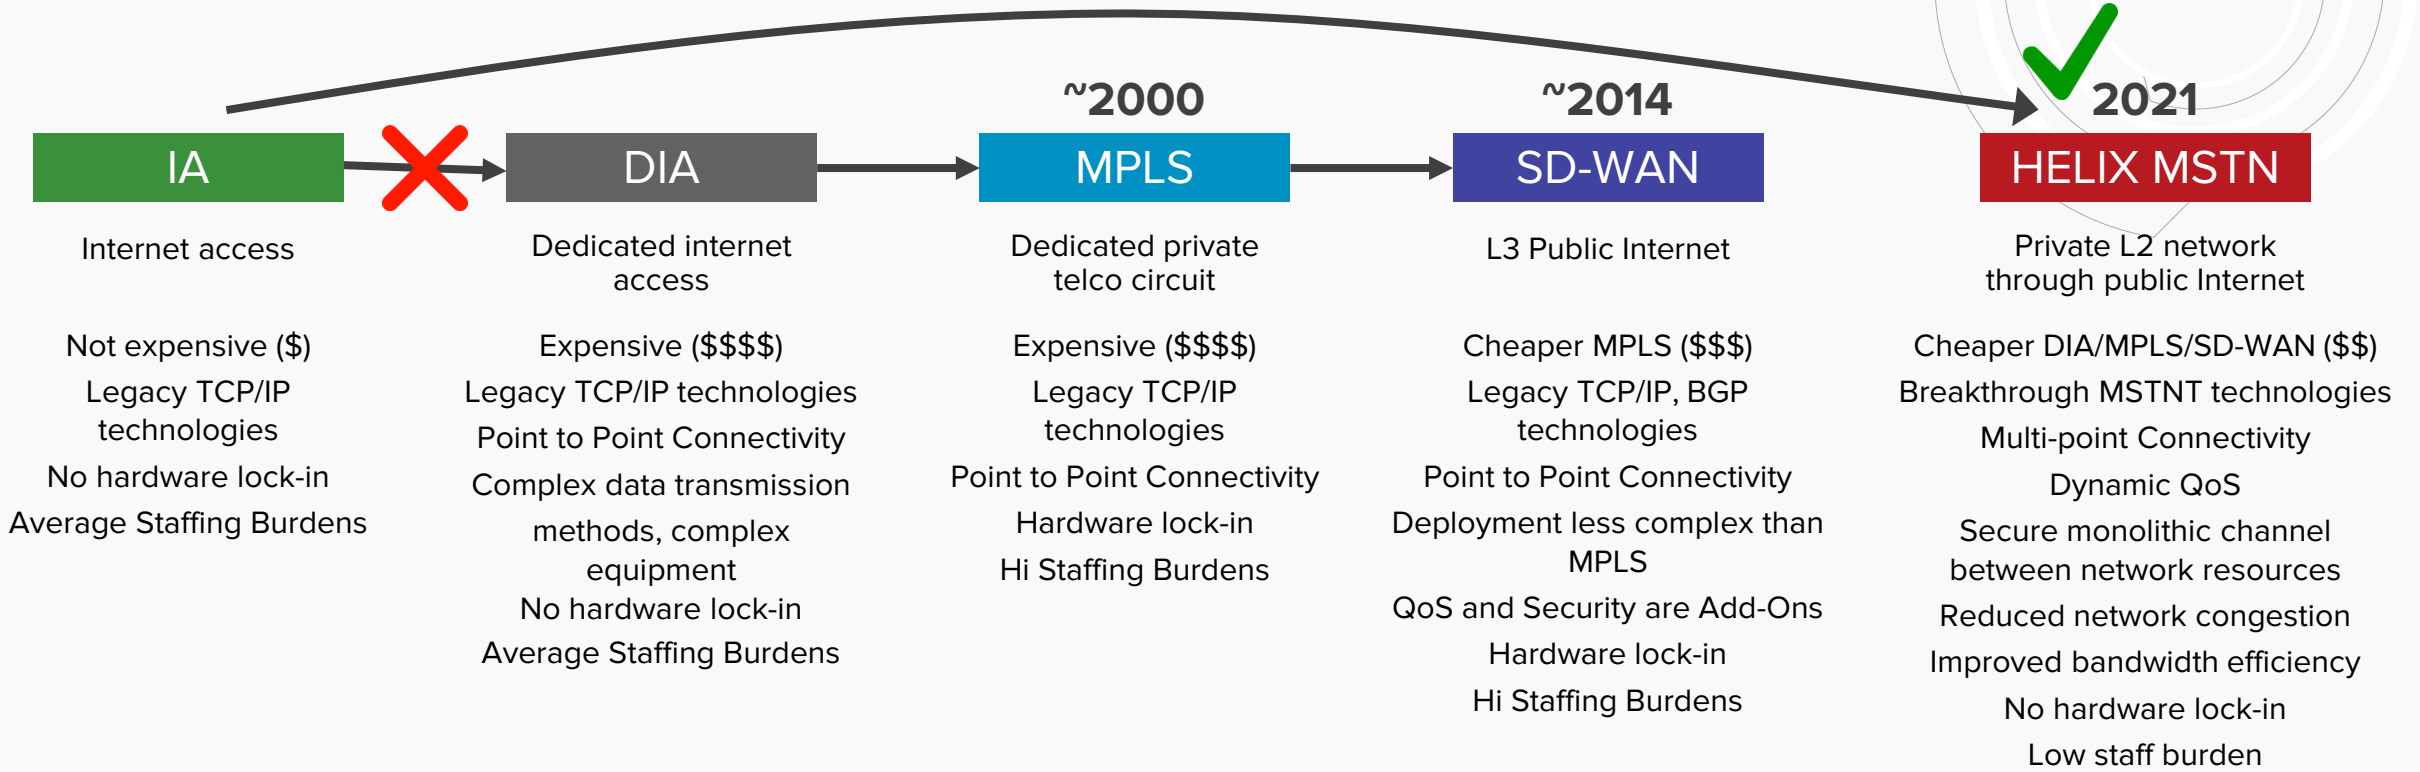 ~2000
~2014
2021
IA
DIA
MPLS
SD-WAN
HELIX MSTN
Internet access
Not expensive ($)
Legacy TCP/IP
technologies
No hardware lock-in
Average Staffing Burdens
Dedicated internet
access
Expensive ($$$$)
Legacy TCP/IP technologies
Point to Point Connectivity
Complex data transmission
methods, complex
equipment
No hardware lock-in
Average Staffing Burdens
Dedicated private
telco circuit
Expensive ($$$$)
Legacy TCP/IP
technologies
Point to Point Connectivity
Hardware lock-in
Hi Staffing Burdens
L3 Public Internet
Cheaper MPLS ($$$)
Legacy TCP/IP, BGP
technologies
Point to Point Connectivity
Deployment less complex than
MPLS
QoS and Security are Add-Ons
Hardware lock-in
Hi Staffing Burdens
Private L2 network
through public Internet
Cheaper DIA/MPLS/SD-WAN ($$)
Breakthrough MSTNT technologies
Multi-point Connectivity
Dynamic QoS
Secure monolithic channel
between network resources
Reduced network congestion
Improved bandwidth efficiency
No hardware lock-in
Low staff burden